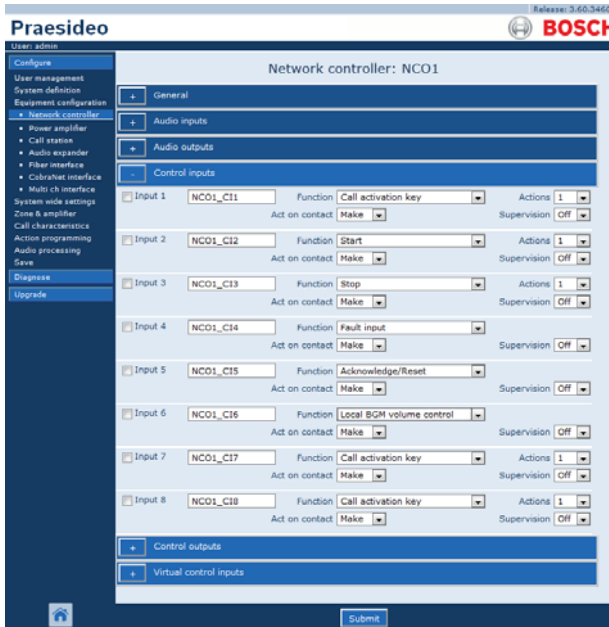 Release: 3.60.3460
Praesideo
BOSCH
User: admin
Configure
User management
System definition
Equipment configuration
• Network controller
• Power amplifier
• Call station
• Audio expander
• Fiber interface
• CobraNet interface
• Multi ch interface
System wide settings
Zone & amplifier
Call characteristics
Action programming
Audio processing
Save
Diagnose
Upgrade
Network controller: NCO1
+ General
+ Audio inputs
+ Audio outputs
- Control inputs
Input 1 NCO1_CI1 Function Call activation key Actions 1
Act on contact Make Supervision Off
Input 2 NCO1_CI2 Function Start Actions 1
Act on contact Make Supervision Off
Input 3 NCO1_CI3 Function Stop Actions 1
Act on contact Make Supervision Off
Input 4 NCO1_CI4 Function Fault input
Act on contact Make Supervision Off
Input 5 NCO1_CI5 Function Acknowledge/Reset
Act on contact Make Supervision Off
Input 6 NCO1_CI6 Function Local BGM volume control
Act on contact Make Supervision Off
Input 7 NCO1_CI7 Function Call activation key Actions 1
Act on contact Make Supervision Off
Input 8 NCO1_CI8 Function Call activation key Actions 1
Act on contact Make Supervision Off
+ Control outputs
+ Virtual control inputs
Submit